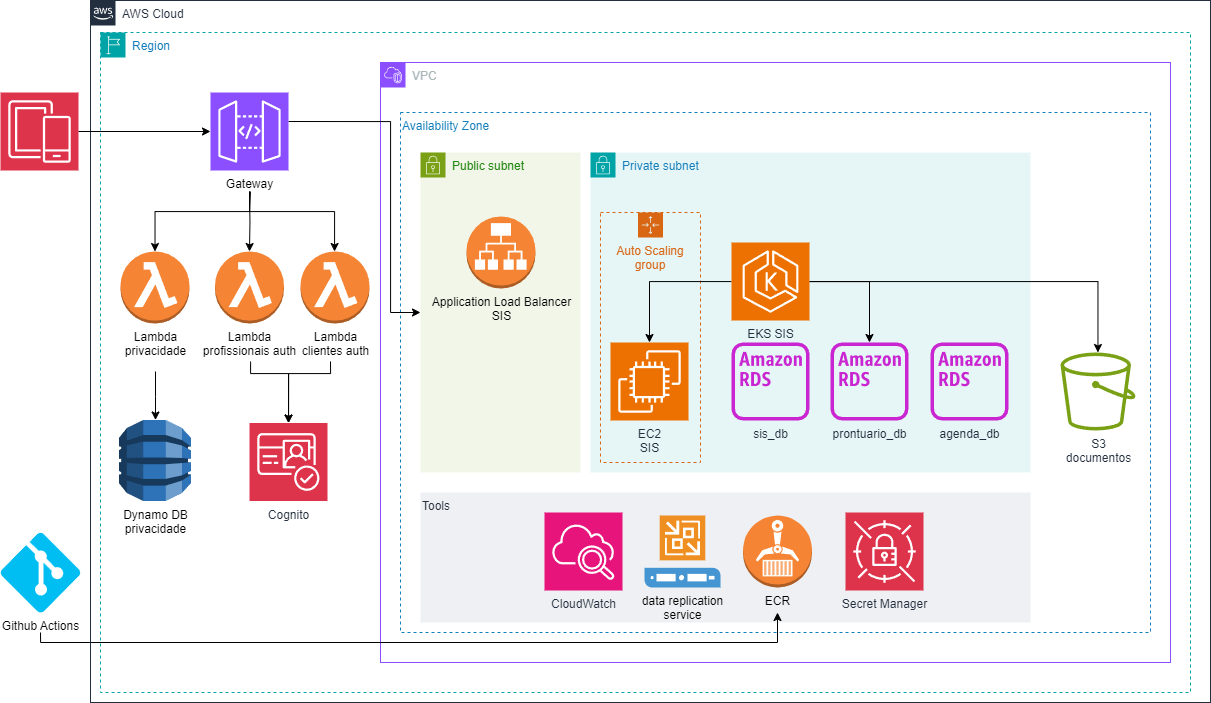 aws
AWS Cloud
Region
VPC
Availability Zone
Public subnet
Private subnet
Gateway
Auto Scaling
group
Application Load Balancer
SIS
EKS SIS
Lambda
privacidade
Lambda
profissionais auth
Lambda
clientes auth
Amazon
RDS
Amazon
RDS
Amazon
RDS
EC2
SIS
sis_db
prontuario_db
agenda_db
S3
documentos
Dynamo DB
privacidade
Cognito
Tools
CloudWatch
data replication
service
ECR
Secret Manager
Github Actions